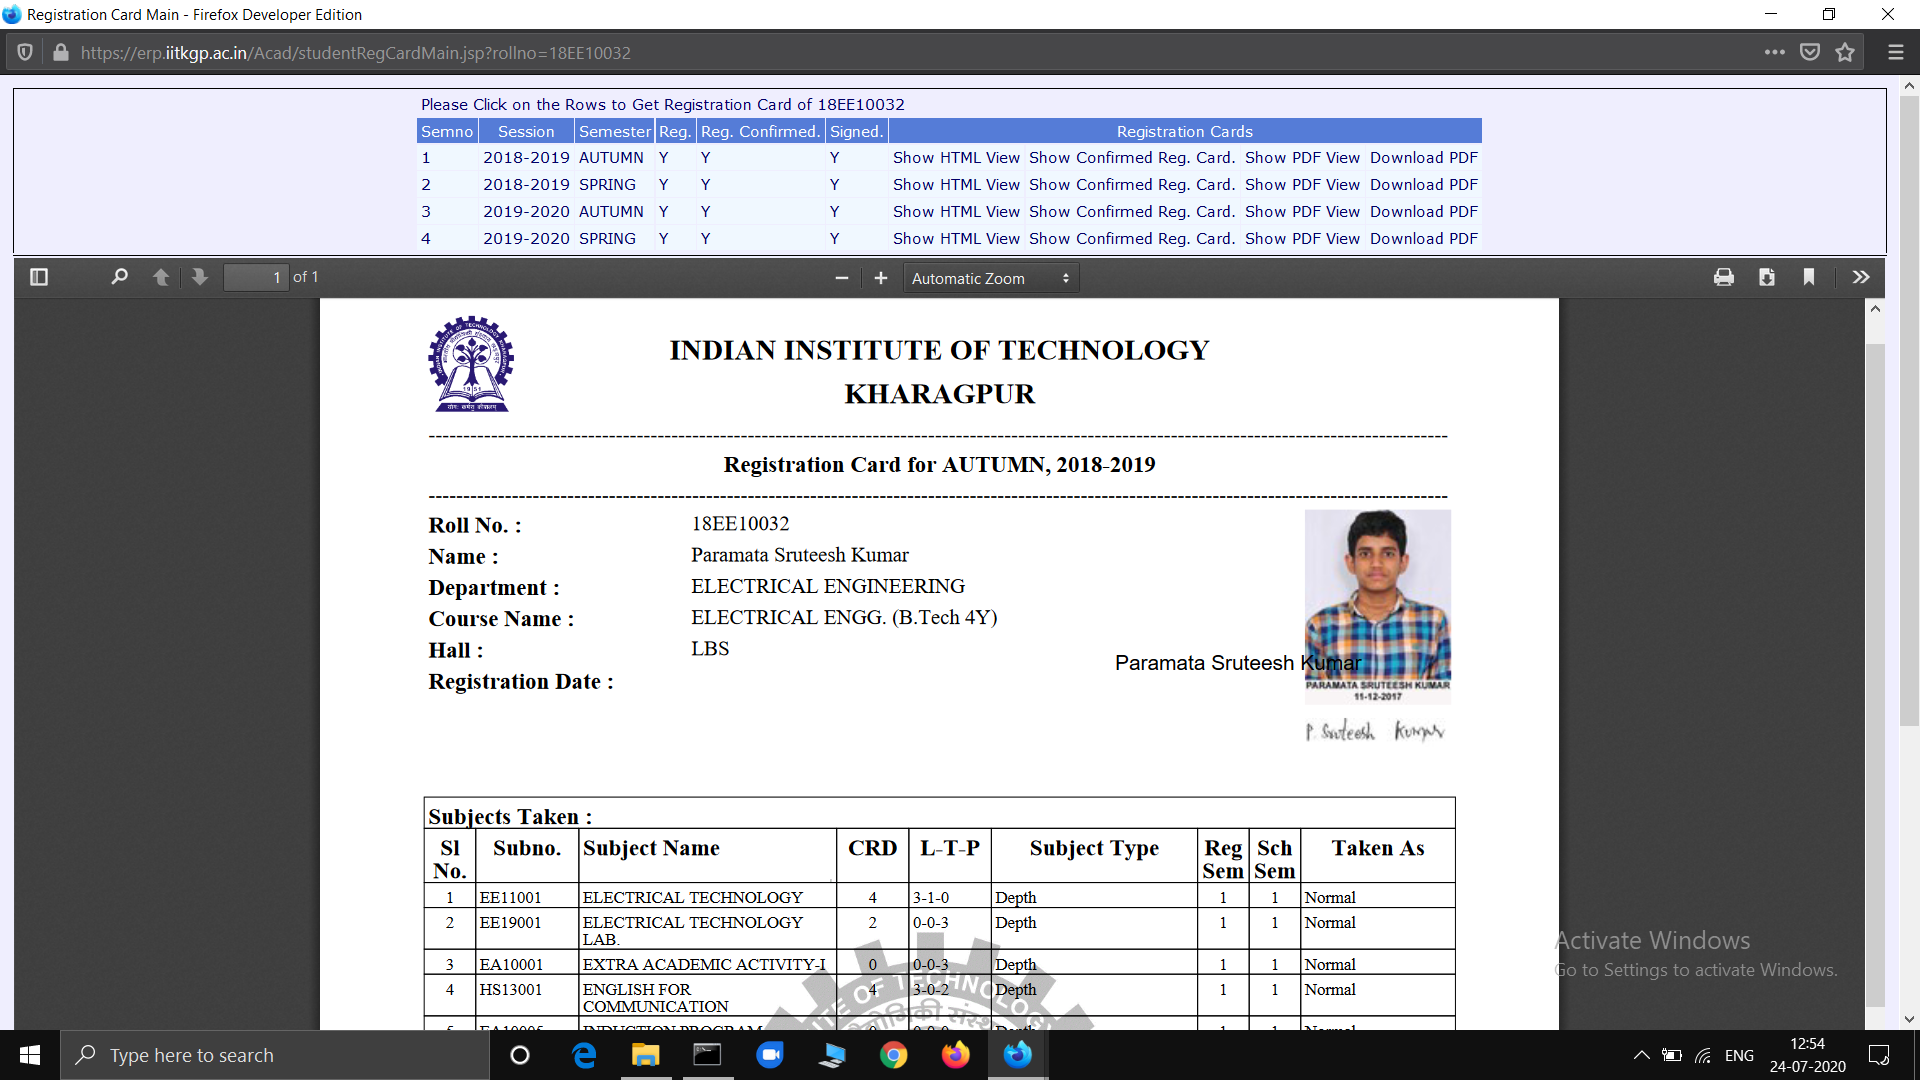 Registration Card Main - Firefox Developer Edition
https://erp.iitkgp.ac.in/Acad/studentRegCardMain.jsp?rollno=18EE10032
Please Click on the Rows to Get Registration Card of 18EE10032
Semno Session Semester Reg. Reg. Confirmed. Signed. Registration Cards
1 2018-2019 AUTUMN Y Y Y Show HTML View Show Confirmed Reg. Card. Show PDF View Download PDF
2 2018-2019 SPRING Y Y Y Show HTML View Show Confirmed Reg. Card. Show PDF View Download PDF
3 2019-2020 AUTUMN Y Y Y Show HTML View Show Confirmed Reg. Card. Show PDF View Download PDF
4 2019-2020 SPRING Y Y Y Show HTML View Show Confirmed Reg. Card. Show PDF View Download PDF
1 of 1 Automatic Zoom
INDIAN INSTITUTE OF TECHNOLOGY
KHARAGPUR
Registration Card for AUTUMN, 2018-2019
Roll No. : 18EE10032
Name : Paramata Sruteesh Kumar
Department : ELECTRICAL ENGINEERING
Course Name : ELECTRICAL ENGG. (B.Tech 4Y)
Hall : LBS
Registration Date :
Paramata Sruteesh Kumar
PARAMATA SRUTEESH KUMAR
11-12-2017
P. Sruteesh Kumar
Subjects Taken :
Sl No. Subno. Subject Name CRD L-T-P Subject Type Reg Sem Sch Sem Taken As
1 EE11001 ELECTRICAL TECHNOLOGY 4 3-1-0 Depth 1 1 Normal
2 EE19001 ELECTRICAL TECHNOLOGY LAB. 2 0-0-3 Depth 1 1 Normal
3 EA10001 EXTRA ACADEMIC ACTIVITY-I 0 0-0-3 Depth 1 1 Normal
4 HS13001 ENGLISH FOR COMMUNICATION 4 3-0-2 Depth 1 1 Normal
Activate Windows
Go to Settings to activate Windows.
Type here to search
ENG
12:54
24-07-2020